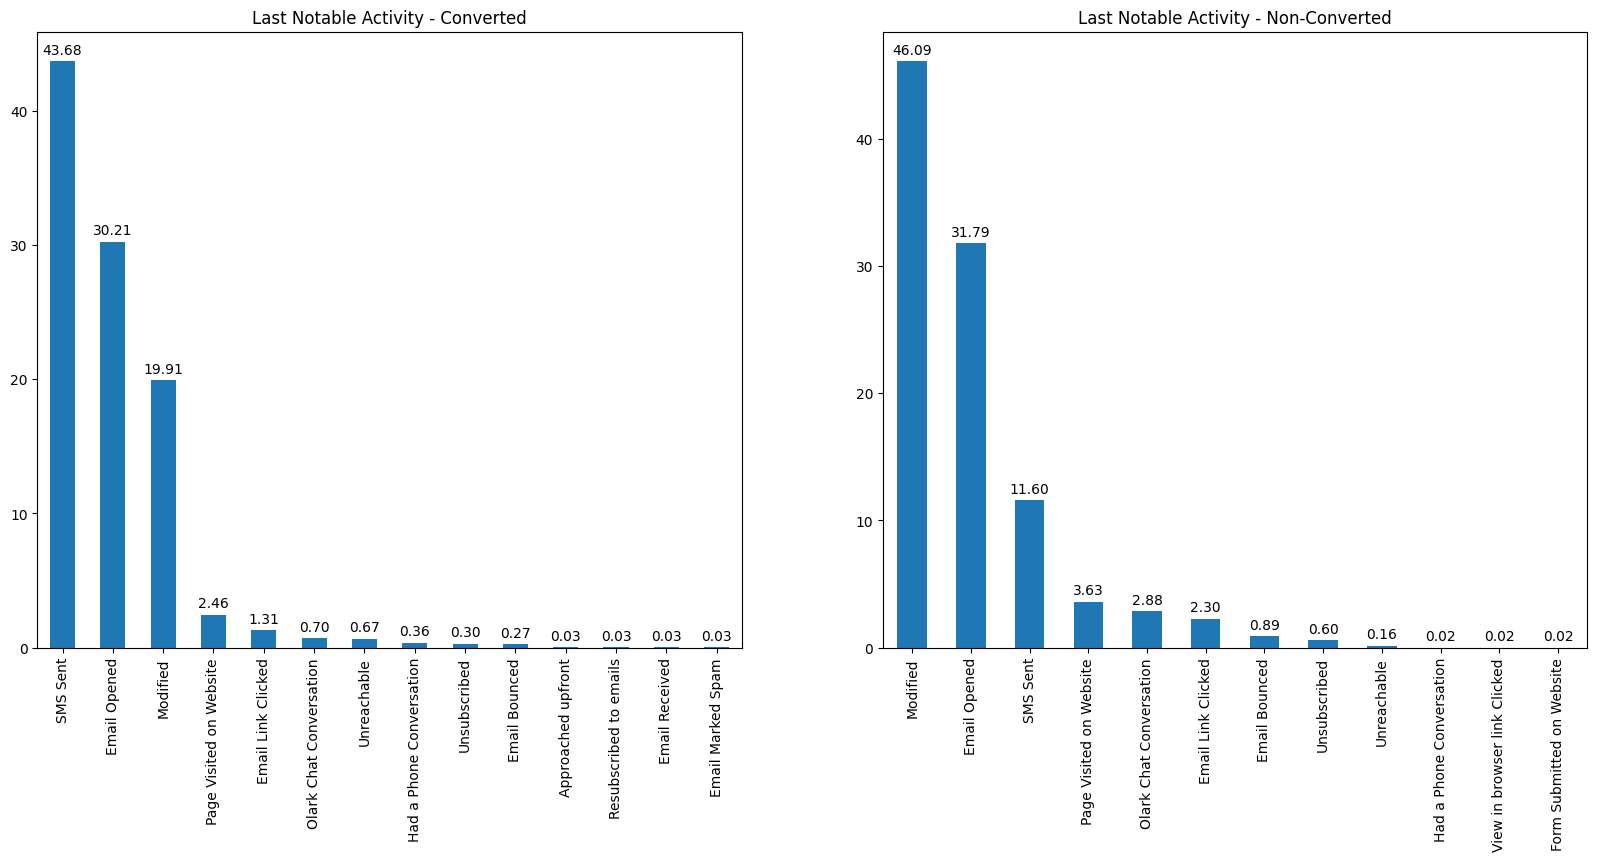 Last Notable Activity - Converted
43.68
30.21
19.91
2.46
1.31
0.70
0.67
0.36
0.30
0.27
0.03
0.03
0.03
0.03
40
30
20
10
0
SMS Sent
Email Opened
Modified
Page Visited on Website
Email Link Clicked
Olark Chat Conversation
Unreachable
Had a Phone Conversation
Unsubscribed
Email Bounced
Approached upfront
Resubscribed to emails
Email Received
Email Marked Spam
Last Notable Activity - Non-Converted
46.09
31.79
11.60
3.63
2.88
2.30
0.89
0.60
0.16
0.02
0.02
0.02
40
30
20
10
0
Modified
Email Opened
SMS Sent
Page Visited on Website
Olark Chat Conversation
Email Link Clicked
Email Bounced
Unsubscribed
Unreachable
Had a Phone Conversation
View in browser link Clicked
Form Submitted on Website